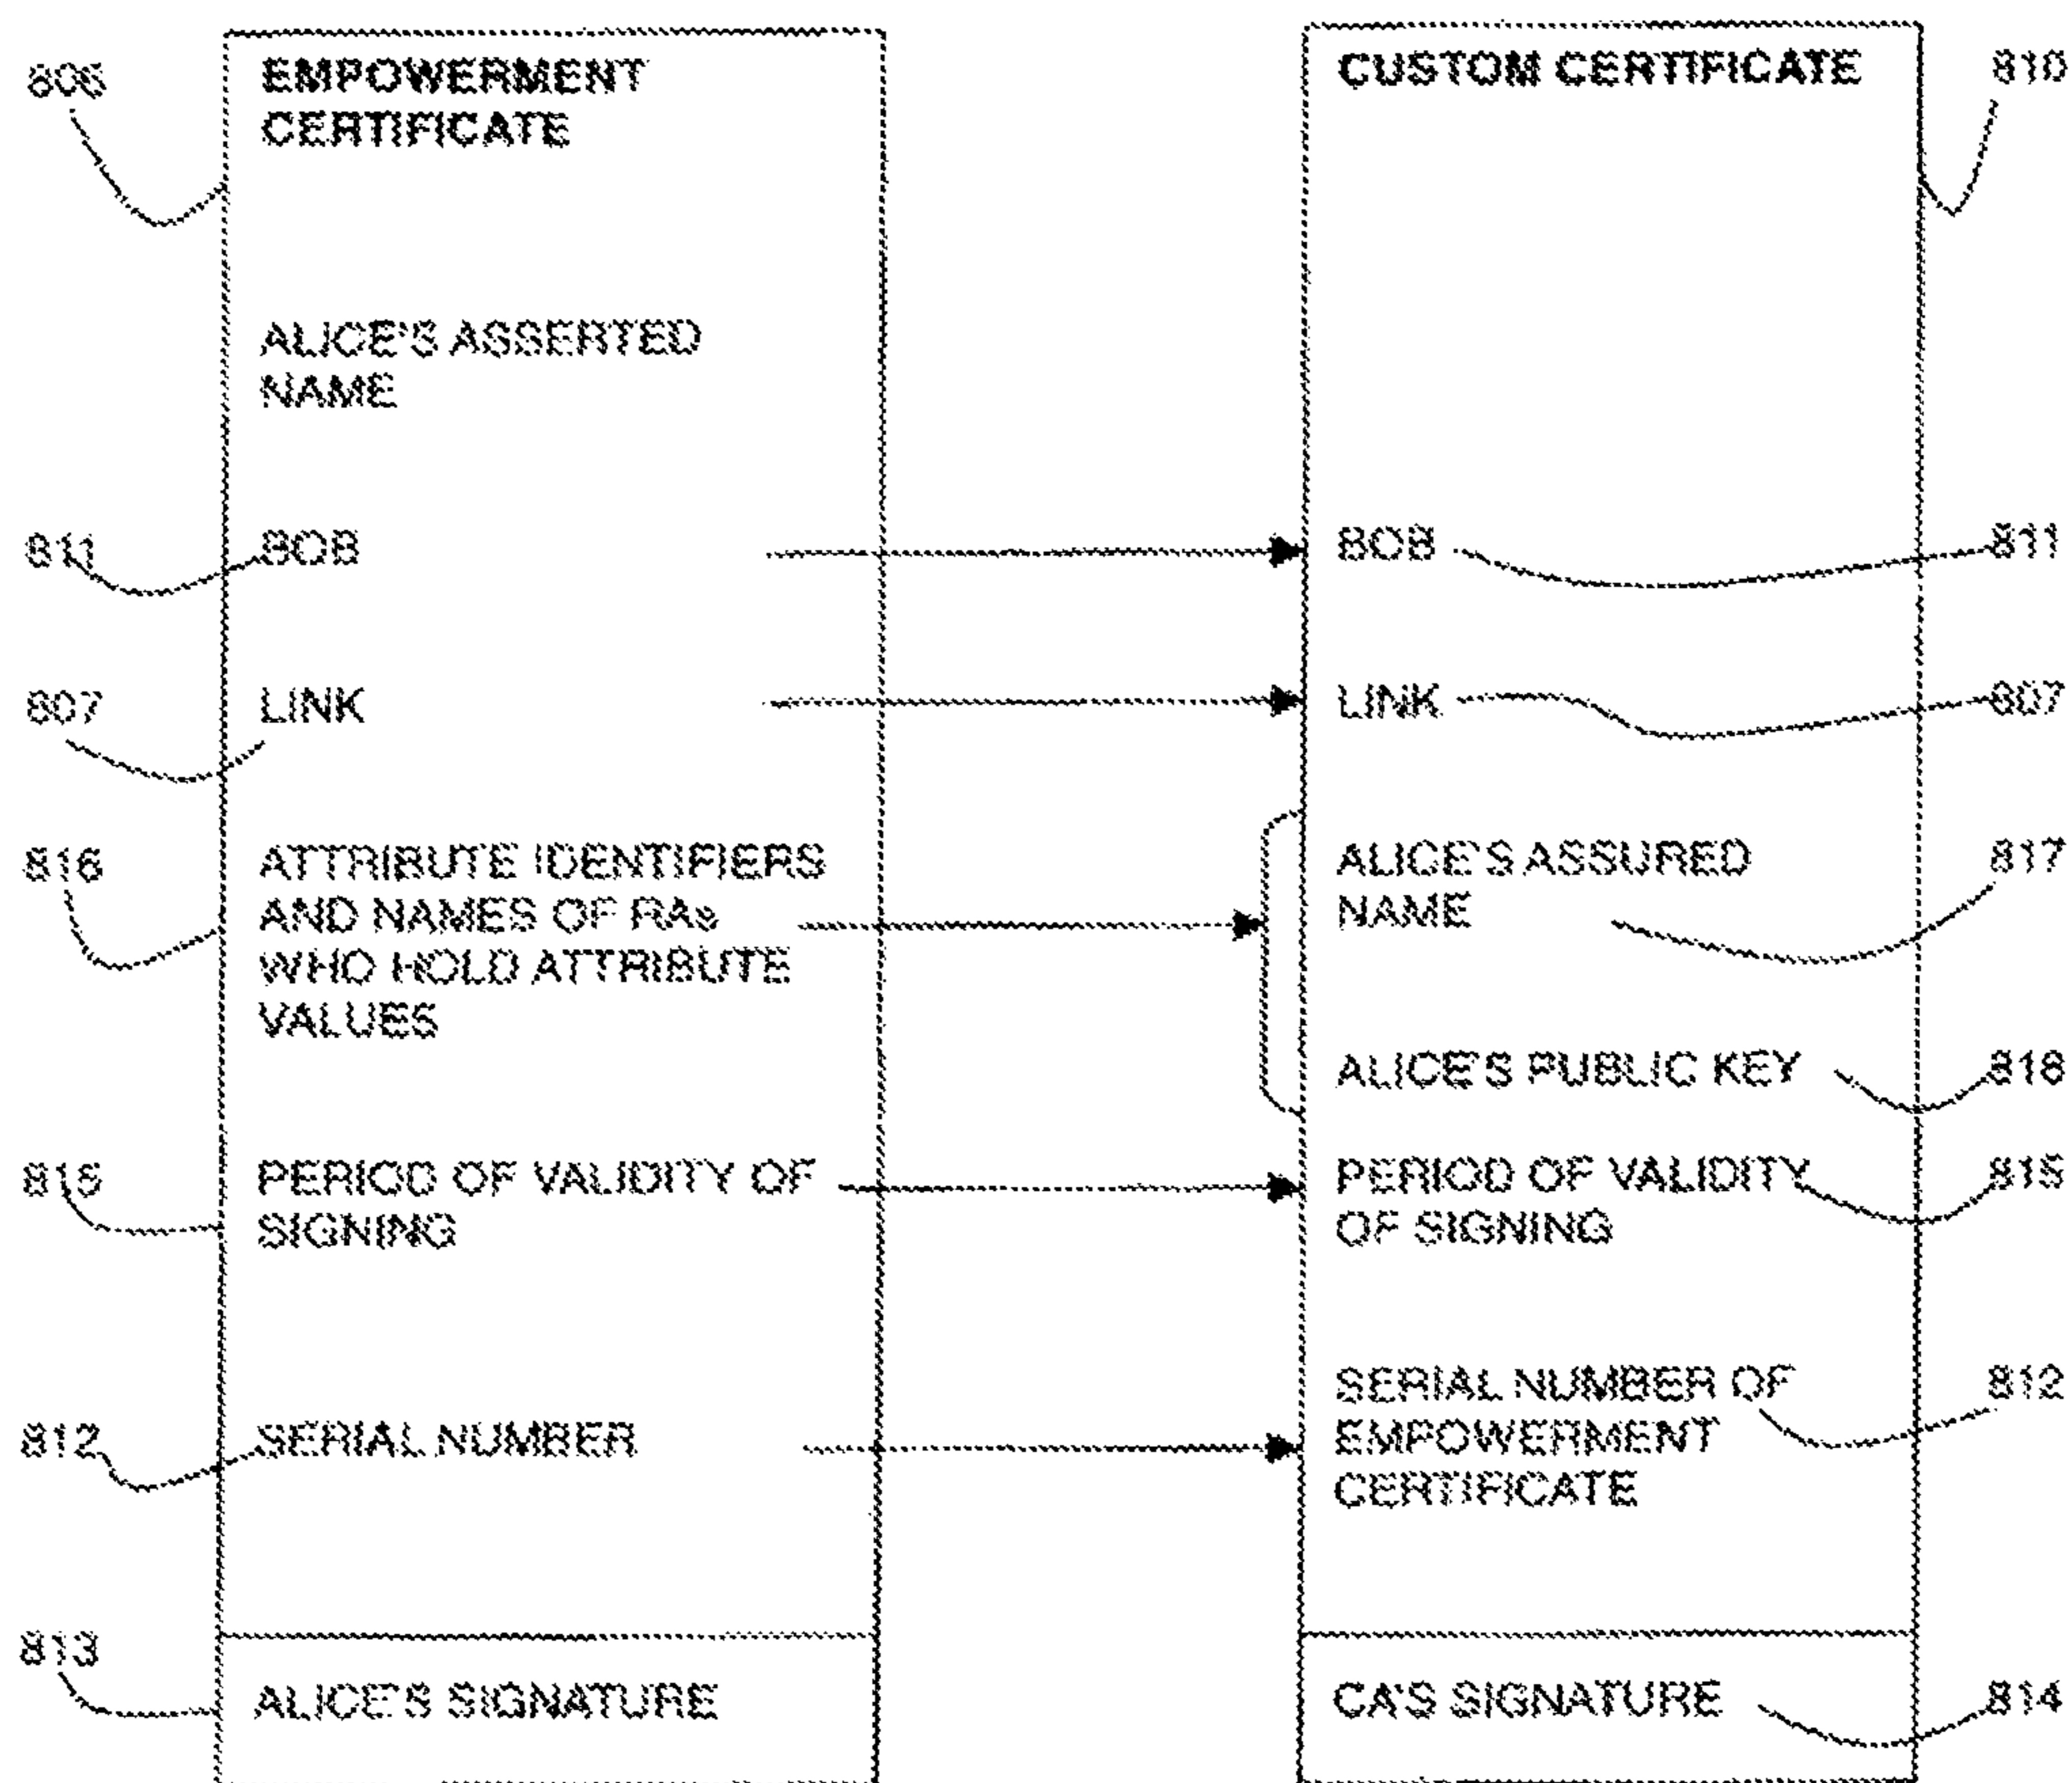 806
EMPOWERMENT
CERTIFICATE
ALICE'S ASSERTED
NAME
811
BOB
807
LINK
816
ATTRIBUTE IDENTIFIERS
AND NAMES OF RAs
WHO HOLD ATTRIBUTE
VALUES
815
PERIOD OF VALIDITY OF
SIGNING
812
SERIAL NUMBER
813
ALICE'S SIGNATURE
CUSTOM CERTIFICATE
810
BOB
811
LINK
807
ALICE'S ASSURED
NAME
817
ALICE'S PUBLIC KEY
818
PERIOD OF VALIDITY
OF SIGNING
815
SERIAL NUMBER OF
EMPOWERMENT
CERTIFICATE
812
CA'S SIGNATURE
814